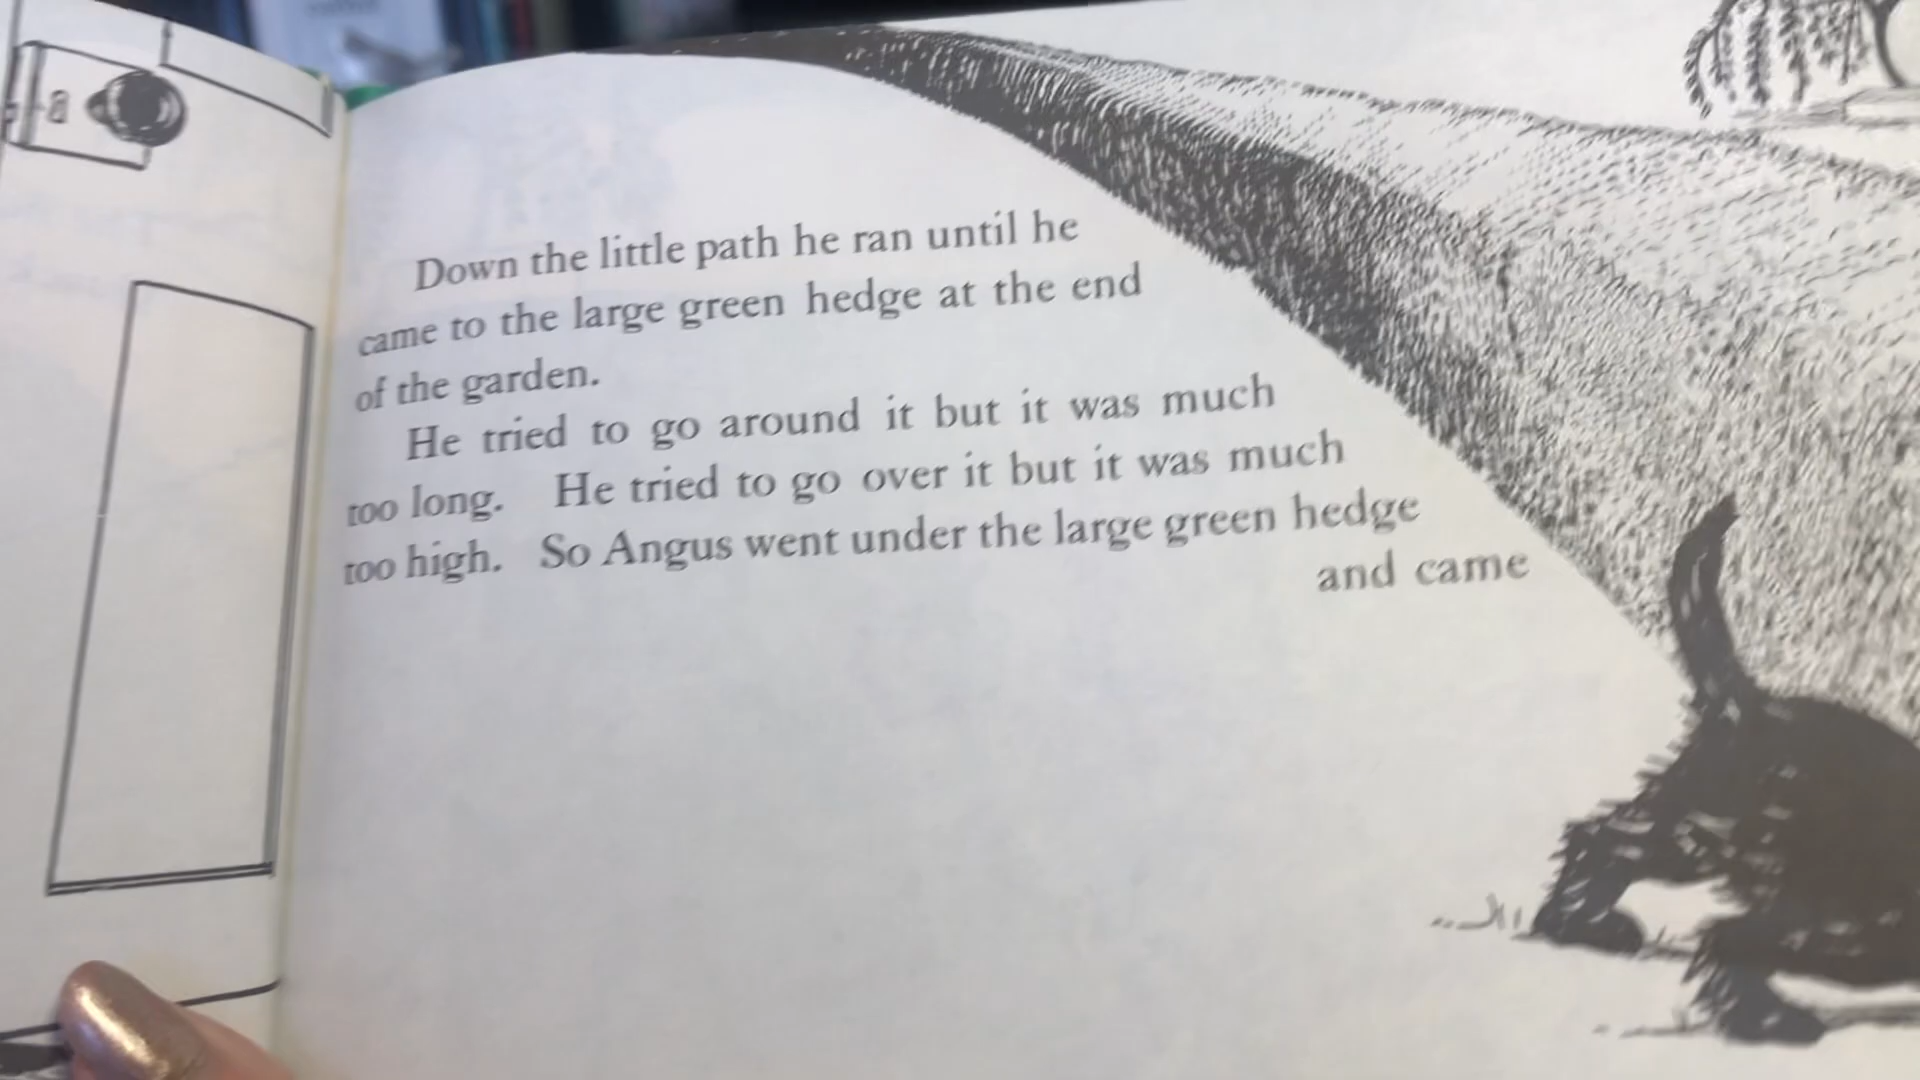 Down the little path he ran until he
came to the large green hedge at the end
of the garden.
He tried to go around it but it was much
too long. He tried to go over it but it was much
too high. So Angus went under the large green hedge
and came